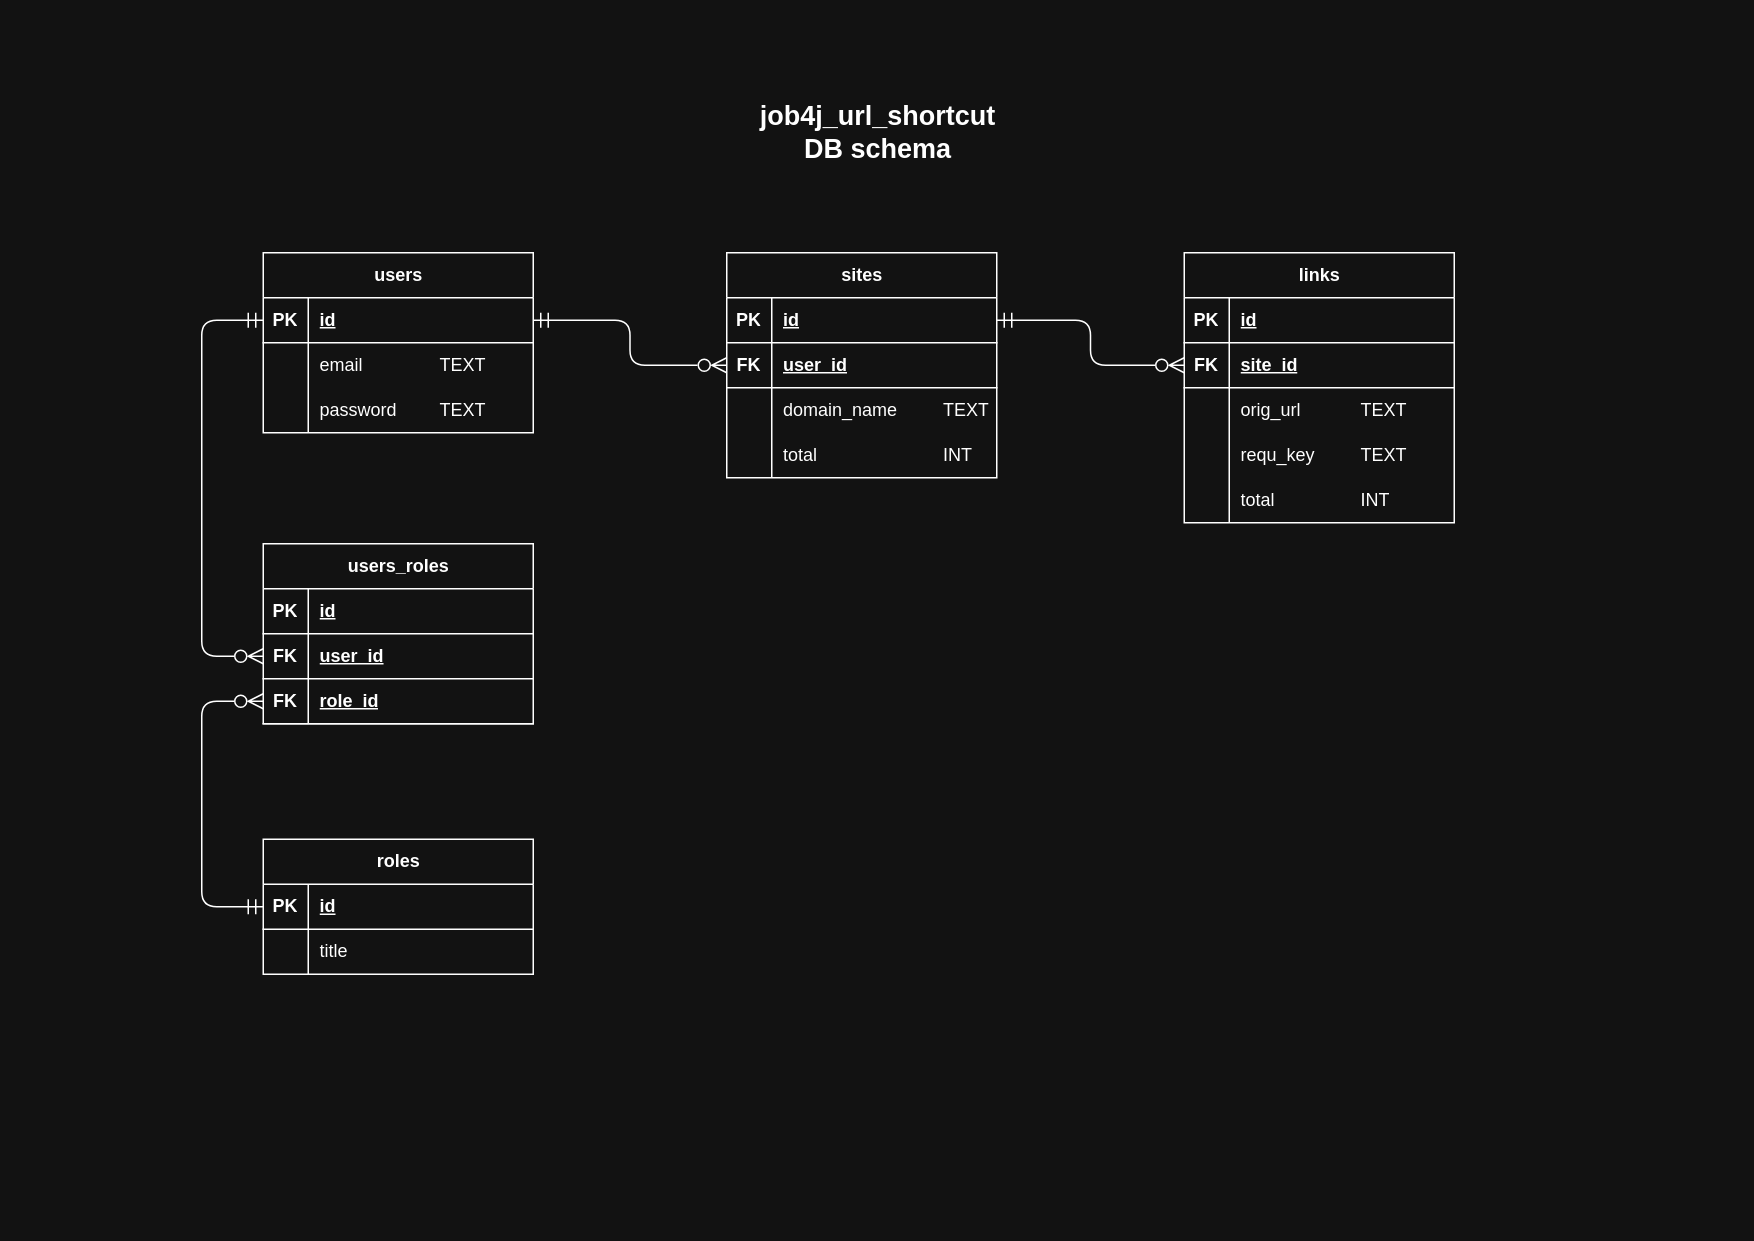 job4j_url_shortcut
DB schema
users
PK id
email TEXT
password TEXT
sites
PK id
FK user_id
domain_name TEXT
total INT
links
PK id
FK site_id
orig_url TEXT
requ_key TEXT
total INT
users_roles
PK id
FK user_id
FK role_id
roles
PK id
title